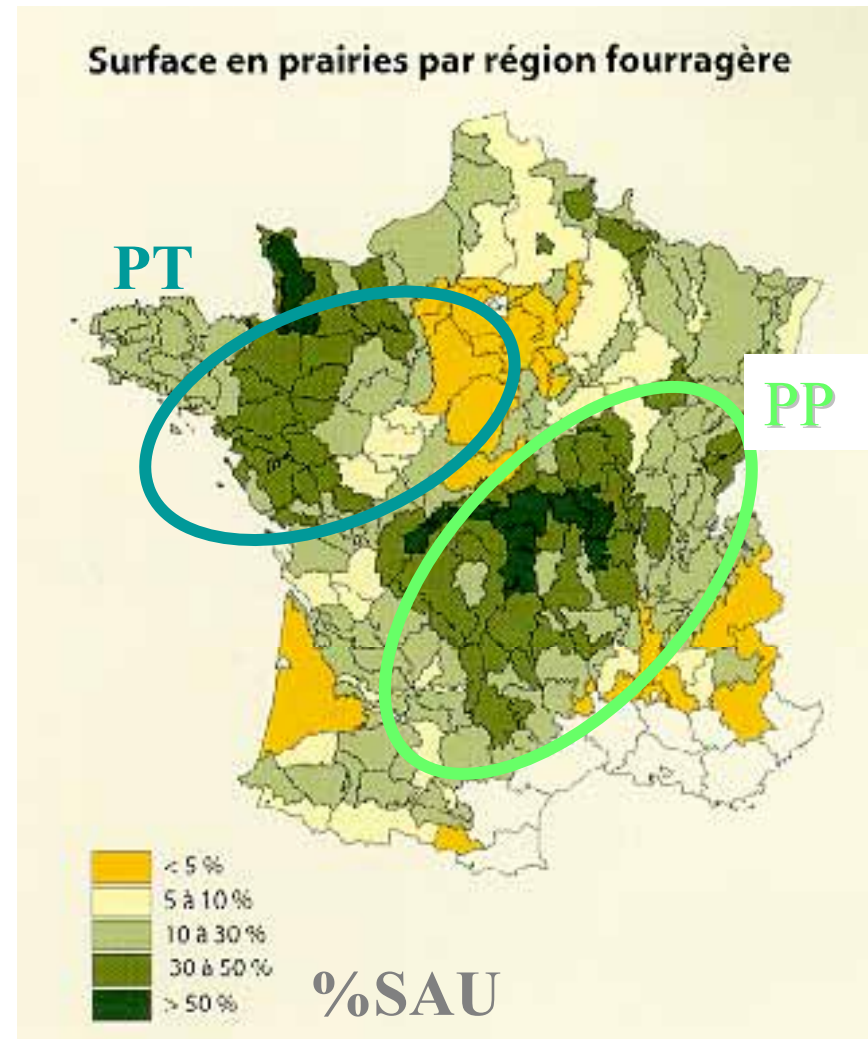 Surface en prairies par région fourragère
PT
PP
< 5 %
5 à 10 %
10 à 30 %
30 à 50 %
> 50 %
%SAU